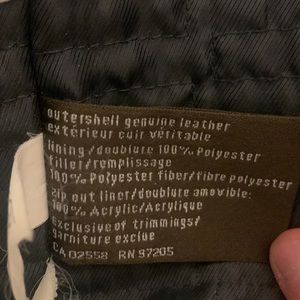 outershell genuine leather
extérieur cuir véritable
lining/doublure 100% Polyester
filler/remplissage
100% Polyester fiber/fibre Polyester
zip out liner/doublure amovible:
100% Acrylic/Acrylique
exclusive of trimmings/
garniture exclue
CA 02558 RN 97205